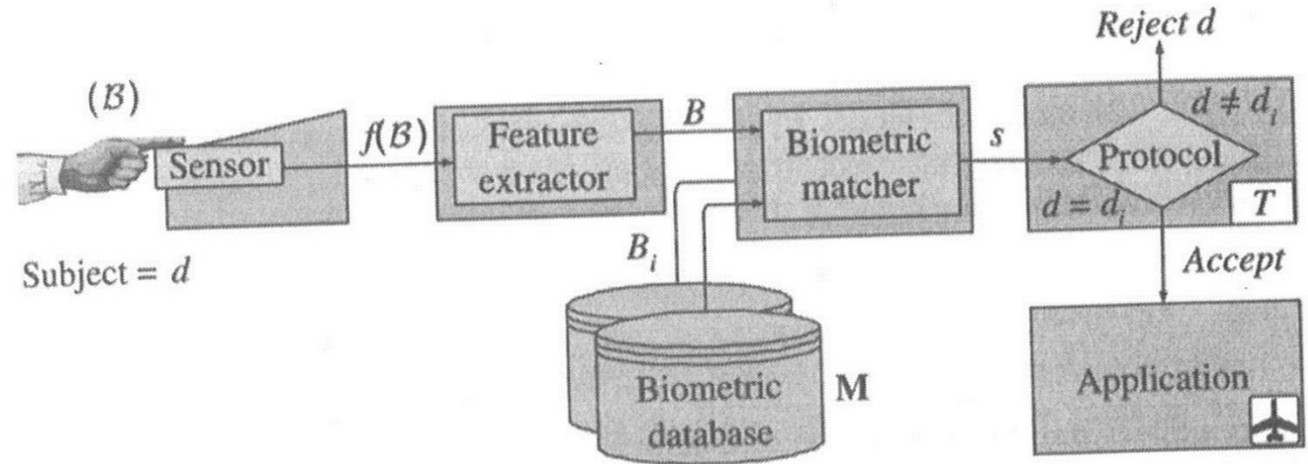 Reject d
(ℬ)
d ≠ dᵢ
f(ℬ)
B
Feature
extractor
Biometric
matcher
s
Protocol
Sensor
d = dᵢ
T
Bᵢ
Subject = d
Accept
Biometric
database
M
Application